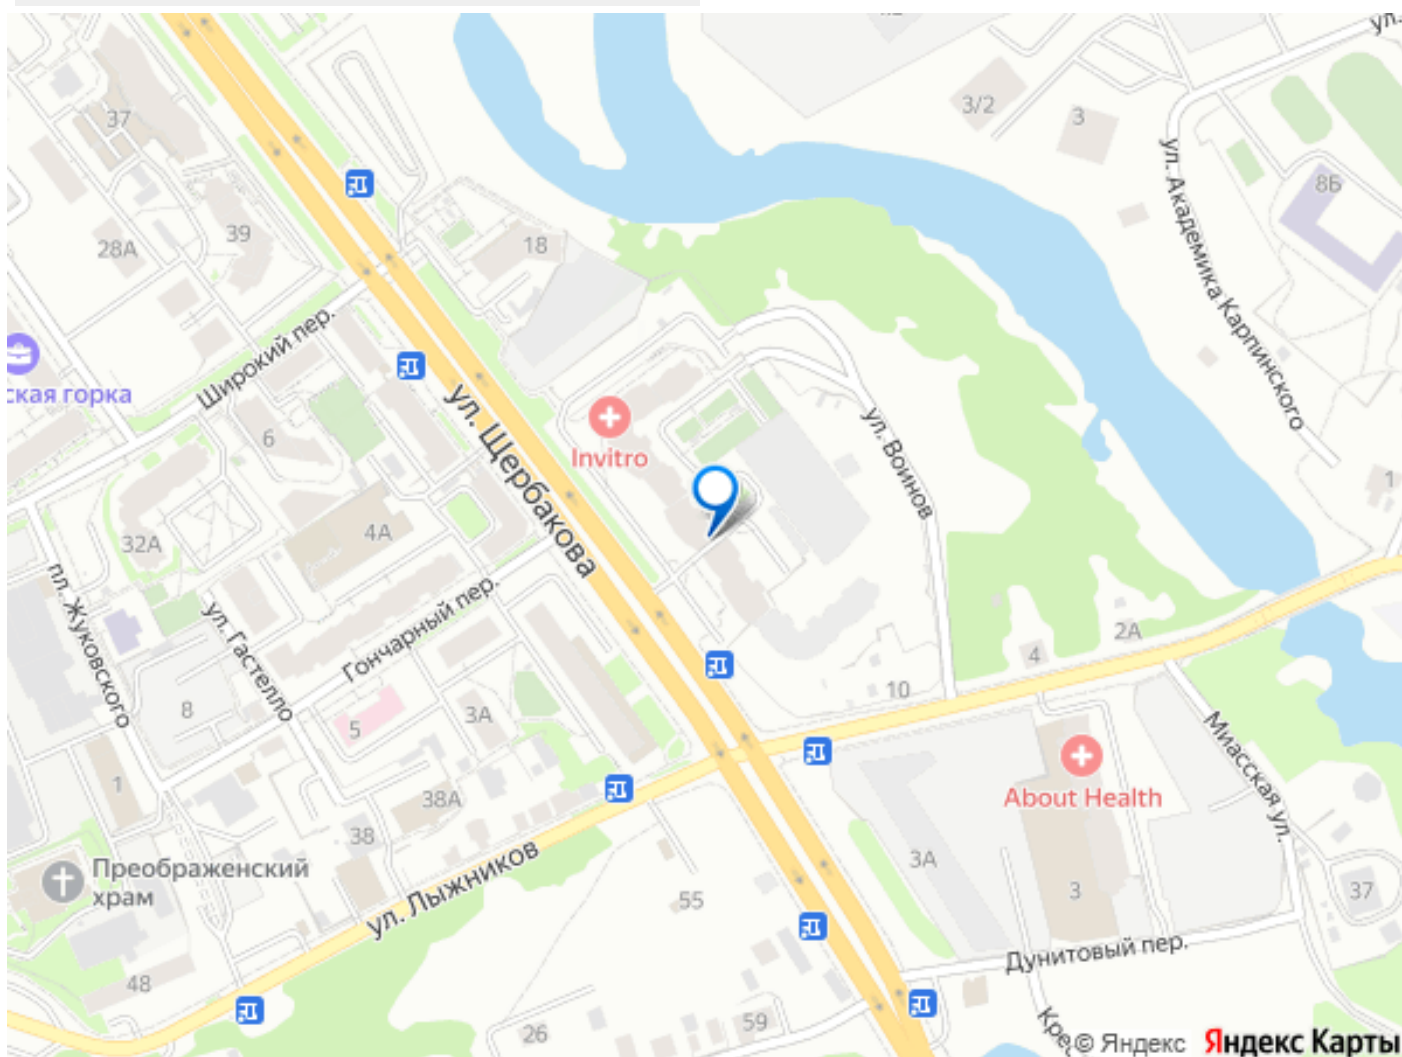 ул.
37
3/2
3
8Б
ул. Академика Карпинского
28А
39
18
Широкий пер.
ская горка
ул. Щербакова
6
Invitro
ул. Воинов
1
32А
4А
пл. Жуковского
ул. Гастелло
Гончарный пер.
2А
4
10
8
5
3А
Миасская ул.
1
38А
38
About Health
Преображенский
храм
ул. Лыжников
55
3А
3
37
Дунитовый пер.
48
26
59
Кре
© Яндекс
Яндекс Карты